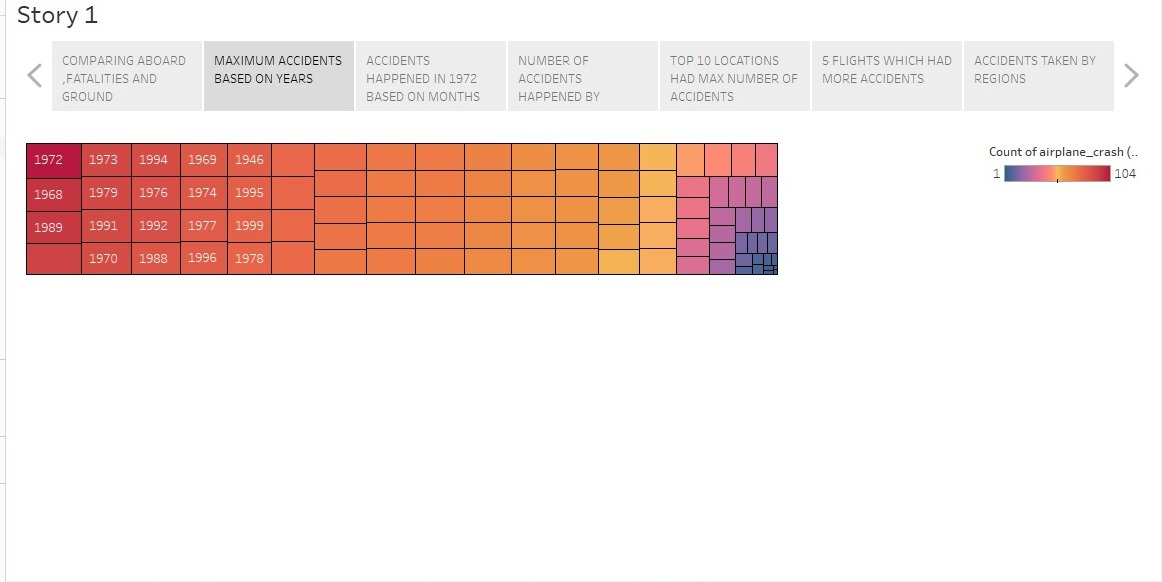 Story 1
COMPARING ABOARD
,FATALITIES AND
GROUND
MAXIMUM ACCIDENTS
BASED ON YEARS
ACCIDENTS
HAPPENED IN 1972
BASED ON MONTHS
NUMBER OF
ACCIDENTS
HAPPENED BY
TOP 10 LOCATIONS
HAD MAX NUMBER OF
ACCIDENTS
5 FLIGHTS WHICH HAD
MORE ACCIDENTS
ACCIDENTS TAKEN BY
REGIONS
Count of airplane_crash (..
1 104
1972 1973 1994 1969 1946
1968 1979 1976 1974 1995
1989 1991 1992 1977 1999
1970 1988 1996 1978